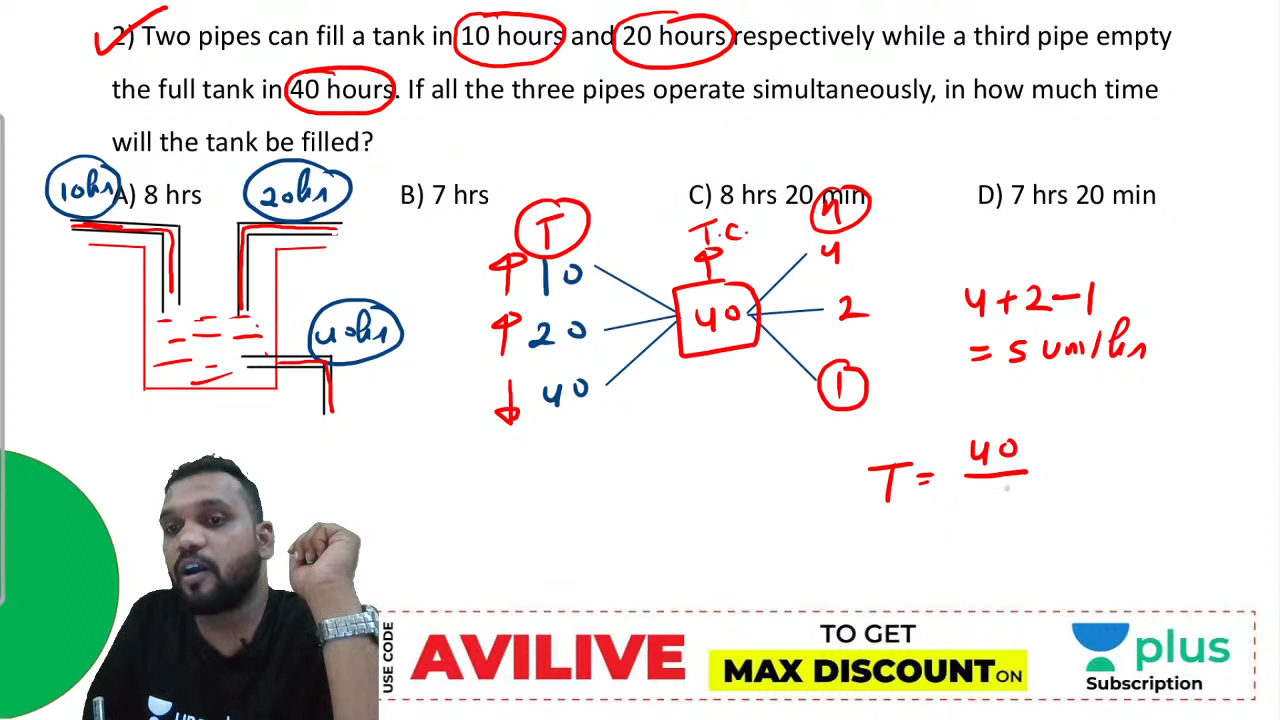 2) Two pipes can fill a tank in 10 hours and 20 hours respectively while a third pipe empty
the full tank in 40 hours. If all the three pipes operate simultaneously, in how much time
will the tank be filled?
A) 8 hrs B) 7 hrs C) 8 hrs 20 min D) 7 hrs 20 min
10hr 20hr
40hr
T
10
20
40
T.C.
40
η
4
2
1
4+2-1
= 5 unı/hr
T = 40
USE CODE
AVILIVE
TO GET
MAX DISCOUNT ON
plus
Subscription